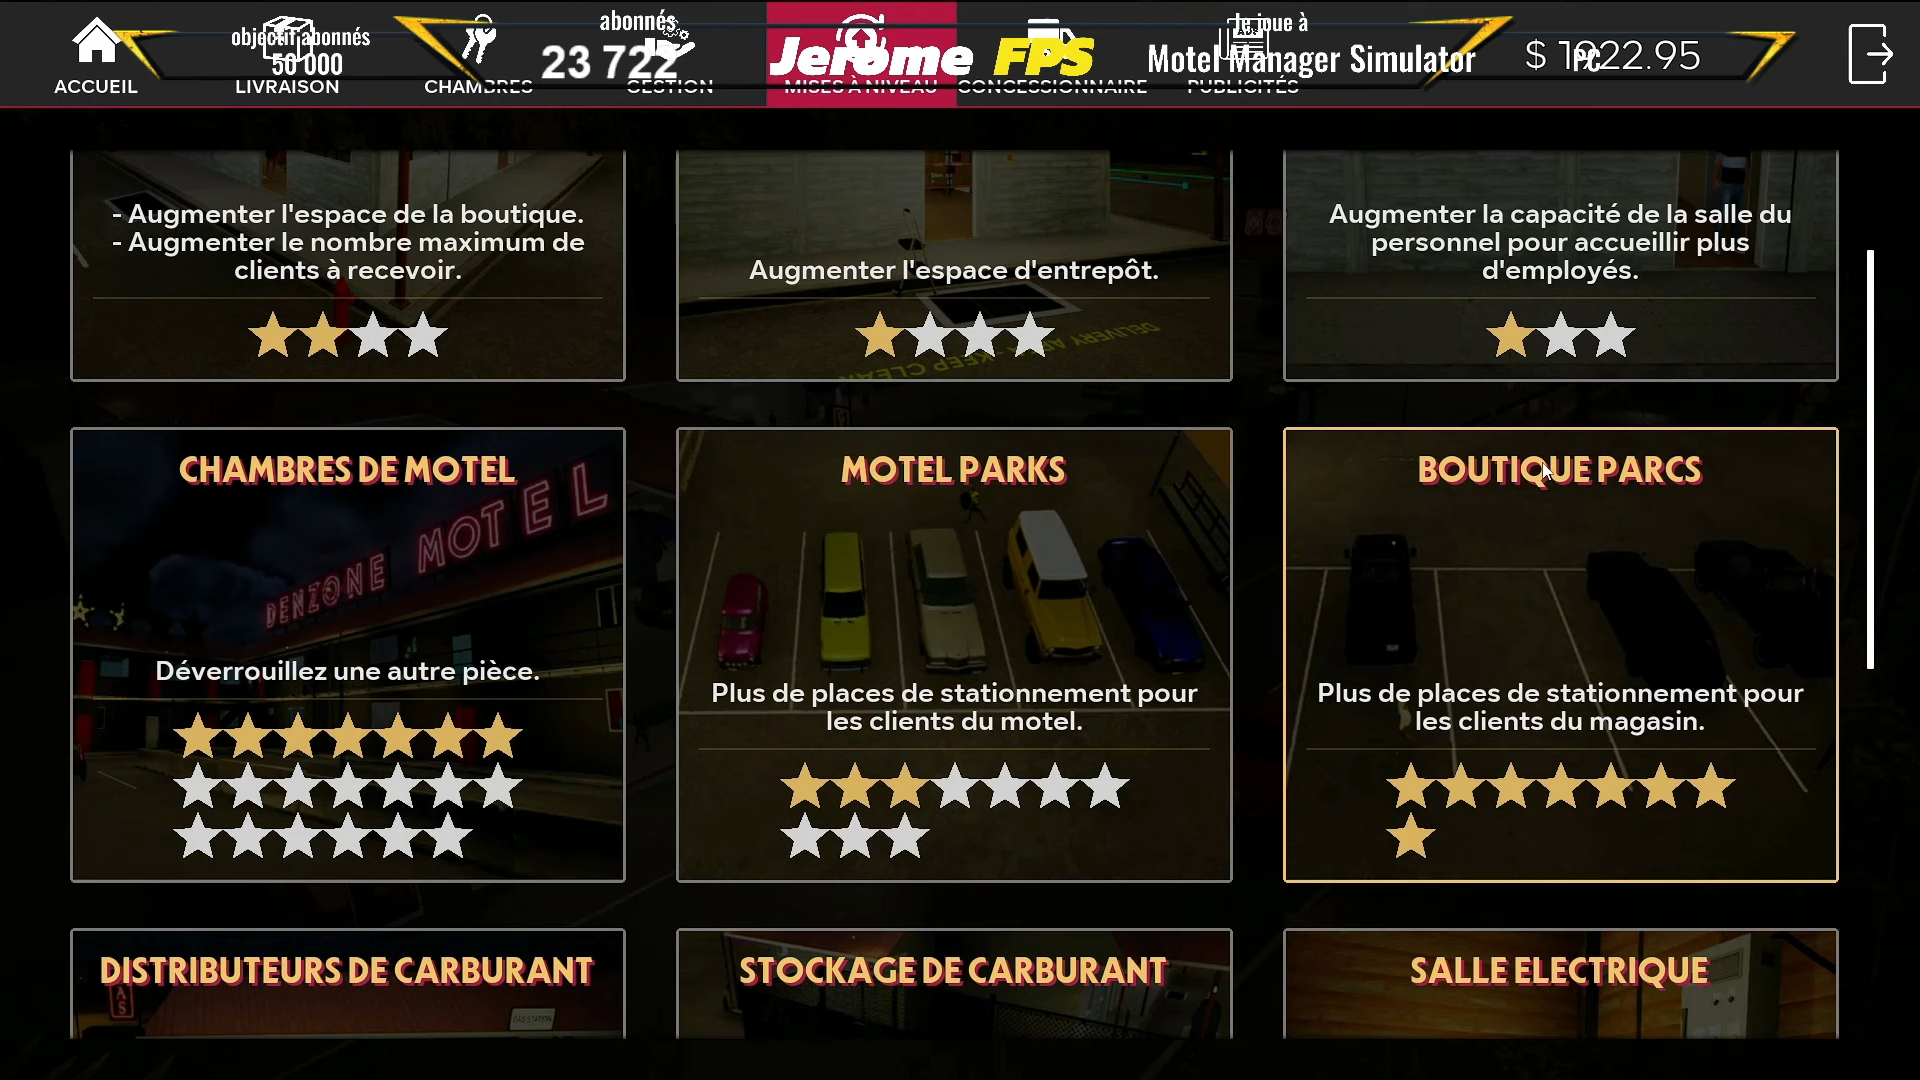 ACCUEIL
objectif abonnés
50 000
LIVRAISON
CHAMBRES
abonnés
23 722
GESTION
Jerome FPS
MISES À NIVEAU
CONCESSIONNAIRE
Je joue à
Motel Manager Simulator
PUBLICITÉS
PC
- Augmenter l'espace de la boutique.
- Augmenter le nombre maximum de
clients à recevoir.
Augmenter l'espace d'entrepôt.
Augmenter la capacité de la salle du
personnel pour accueillir plus
d'employés.
CHAMBRES DE MOTEL
DENZONE MOTEL
Déverrouillez une autre pièce.
MOTEL PARKS
Plus de places de stationnement pour
les clients du motel.
BOUTIQUE PARCS
Plus de places de stationnement pour
les clients du magasin.
DISTRIBUTEURS DE CARBURANT
GAS STATION
STOCKAGE DE CARBURANT
SALLE ELECTRIQUE